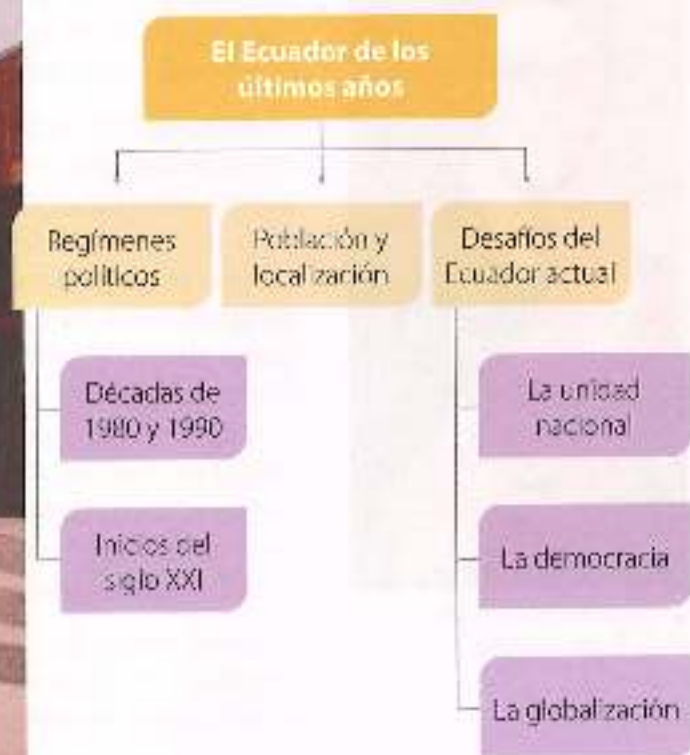 El Ecuador de los
últimos años
Regímenes
políticos
Población y
localización
Desafíos del
Ecuador actual
Décadas de
1980 y 1990
Inicios del
siglo XXI
La unidad
nacional
La democracia
La globalización